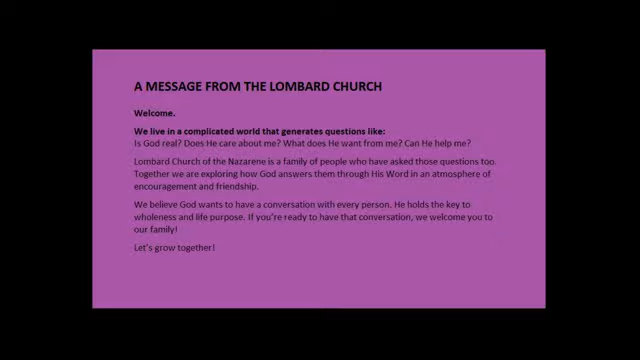 A MESSAGE FROM THE LOMBARD CHURCH
Welcome.
We live in a complicated world that generates questions like:
Is God real? Does He care about me? What does He want from me? Can He help me?
Lombard Church of the Nazarene is a family of people who have asked those questions too.
Together we are exploring how God answers them through His Word in an atmosphere of
encouragement and friendship.
We believe God wants to have a conversation with every person. He holds the key to
wholeness and life purpose. If you're ready to have that conversation, we welcome you to
our family!
Let's grow together!